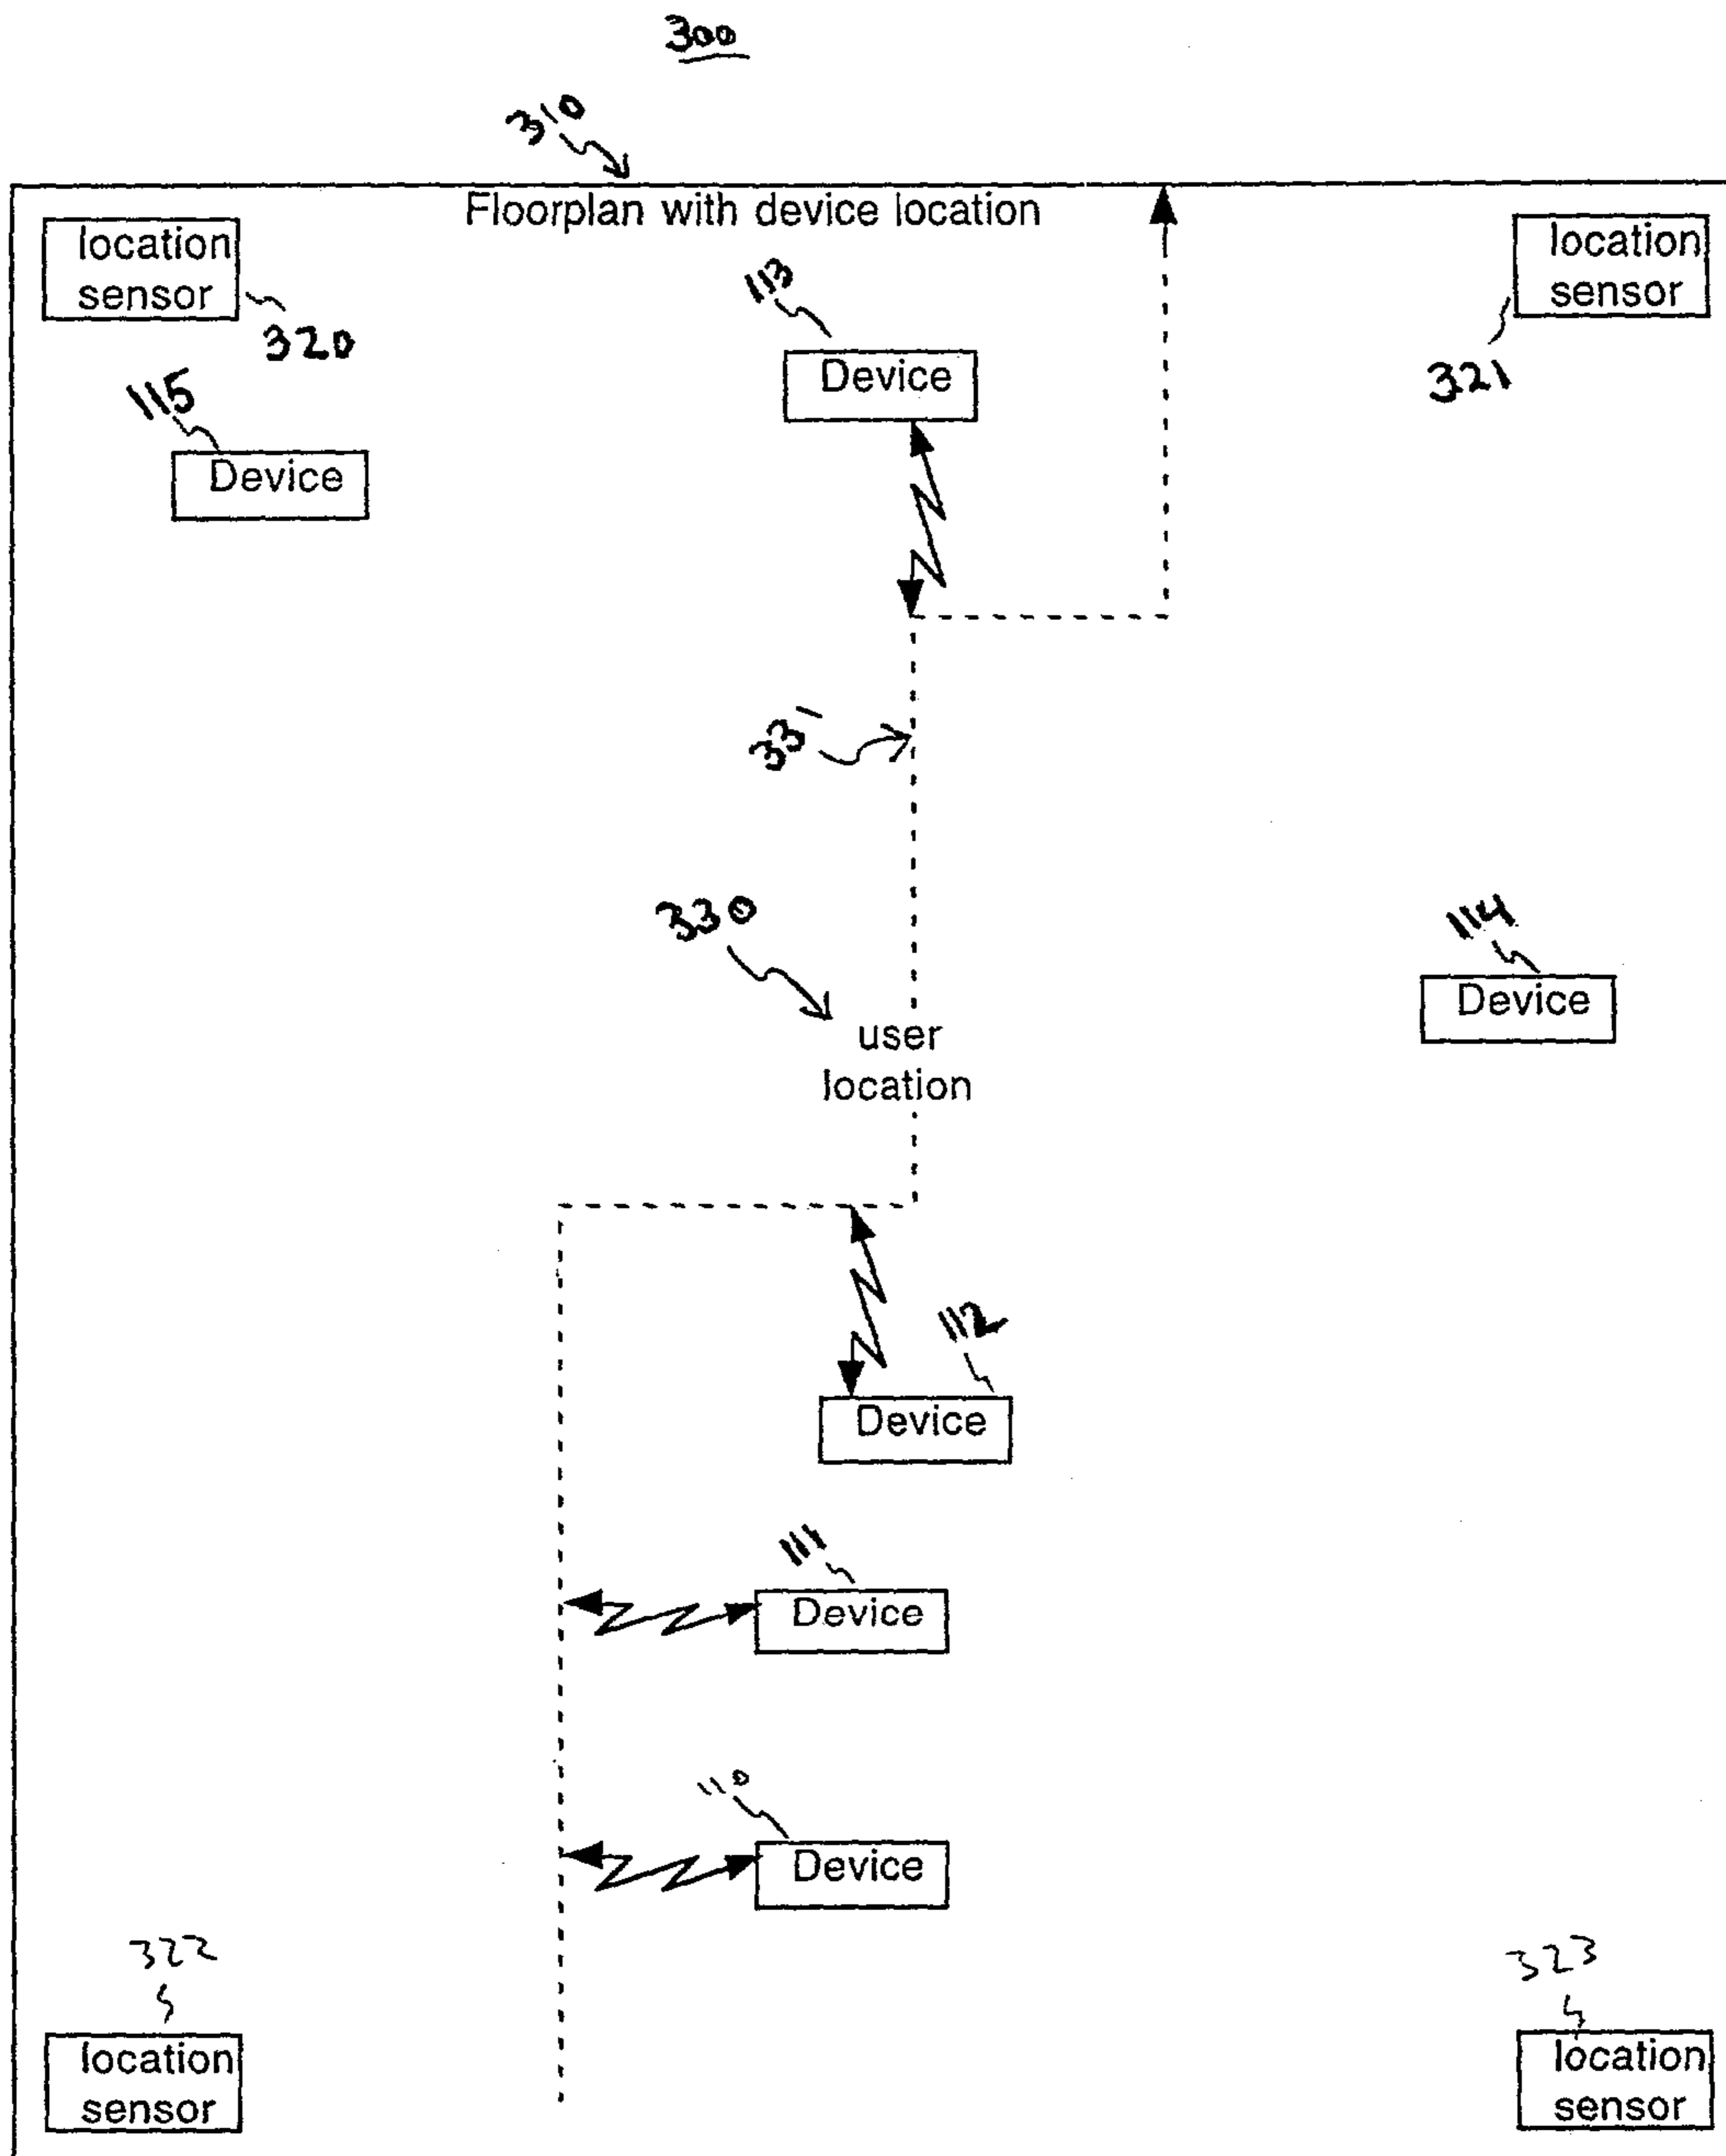 300
310
Floorplan with device location
location
sensor
320
113
location
sensor
321
Device
115
Device
331
330
114
user
location
Device
112
Device
111
Device
110
Device
322
location
sensor
323
location
sensor